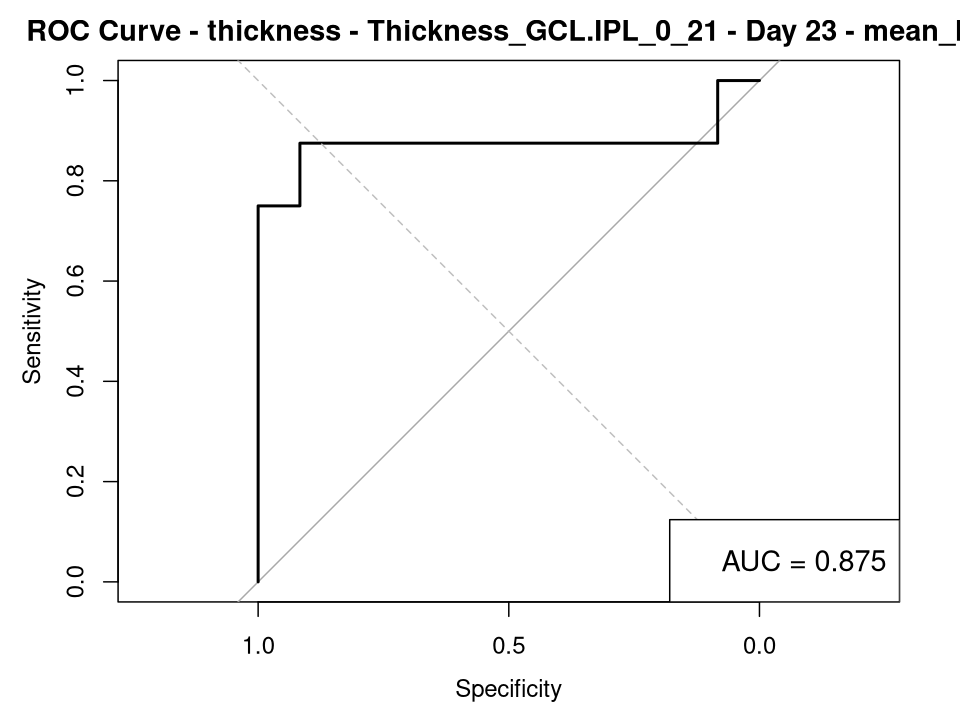 ROC Curve - thickness - Thickness_GCL.IPL_0_21 - Day 23 - mean_
1.0
0.8
0.6
0.4
0.2
0.0
Sensitivity
AUC = 0.875
1.0 0.5 0.0
Specificity